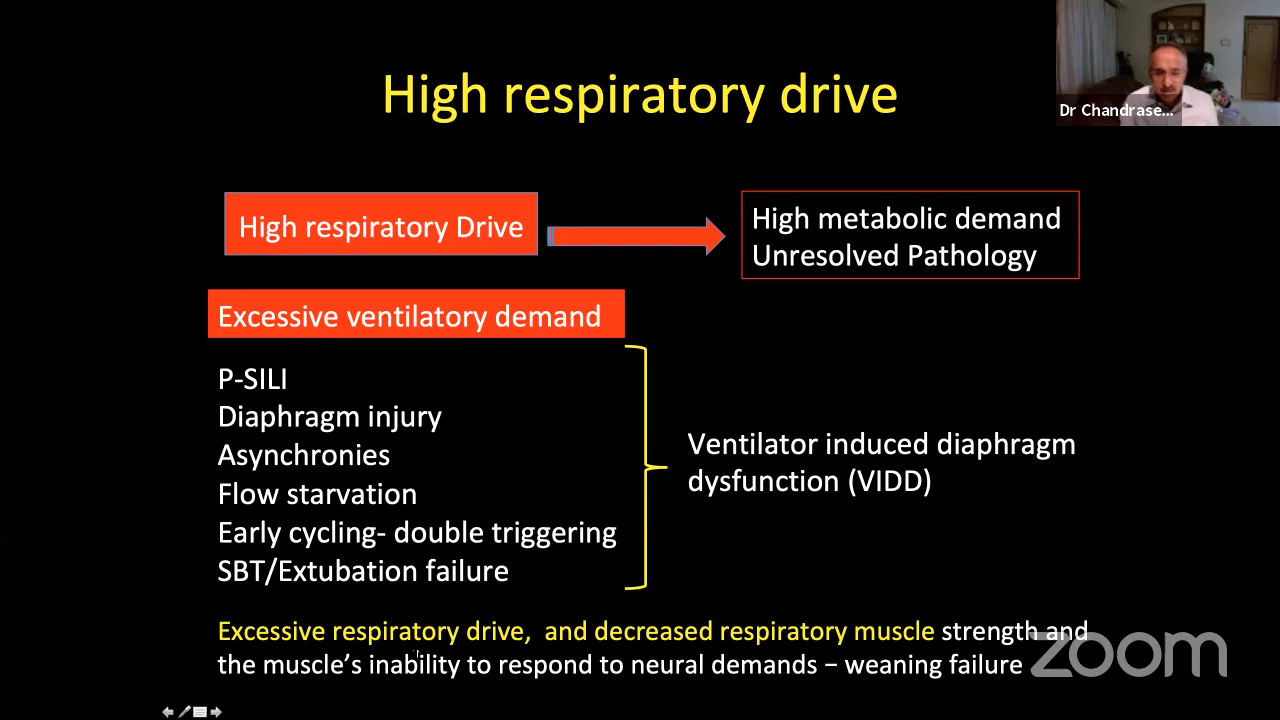 High respiratory drive
Dr Chandrase...
High respiratory Drive
High metabolic demand
Unresolved Pathology
Excessive ventilatory demand
P-SILI
Diaphragm injury
Asynchronies
Flow starvation
Early cycling- double triggering
SBT/Extubation failure
Ventilator induced diaphragm
dysfunction (VIDD)
Excessive respiratory drive, and decreased respiratory muscle strength and
the muscle's inability to respond to neural demands – weaning failure
zoom